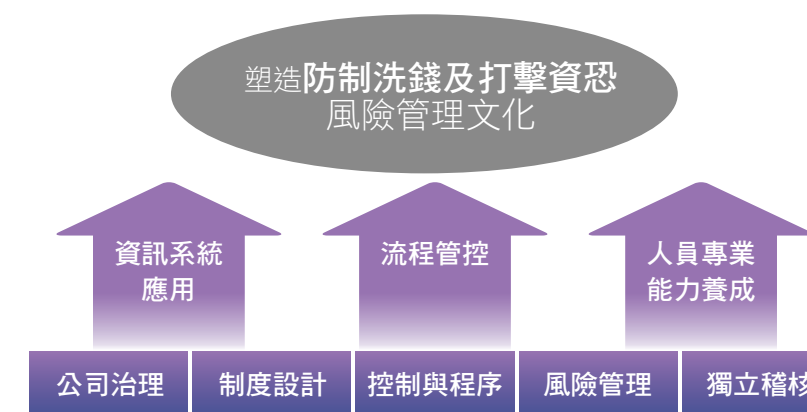 塑造防制洗錢及打擊資恐
風險管理文化
資訊系統
應用
流程管控
人員專業
能力養成
公司治理
制度設計
控制與程序
風險管理
獨立稽核